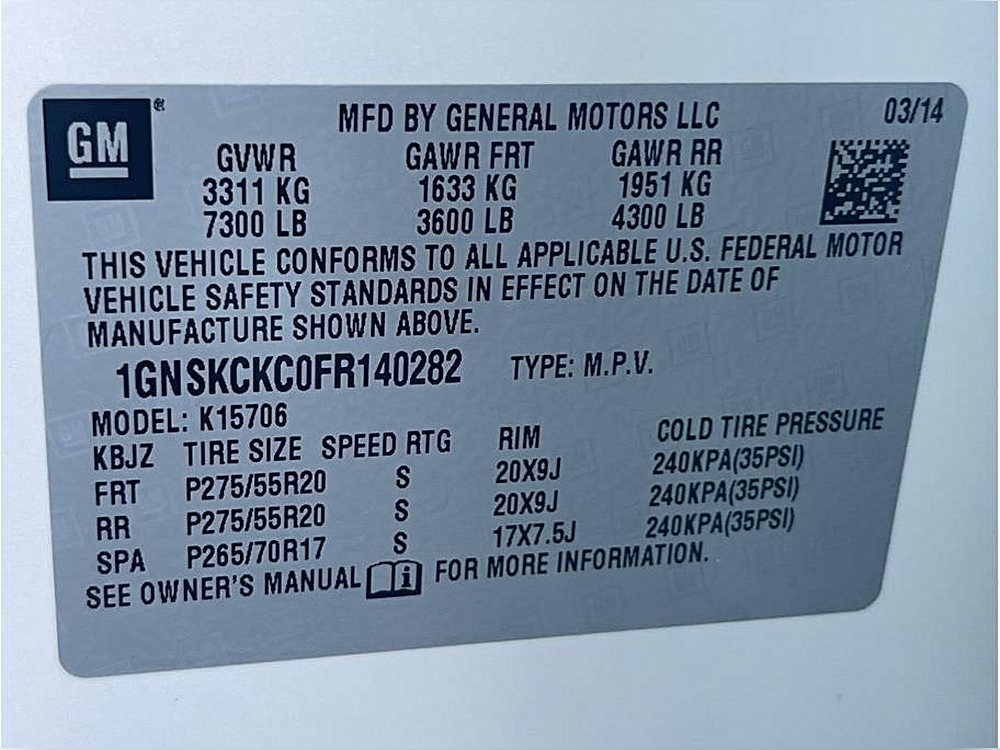 GM®
MFD BY GENERAL MOTORS LLC 03/14
GVWR GAWR FRT GAWR RR
3311 KG 1633 KG 1951 KG
7300 LB 3600 LB 4300 LB
THIS VEHICLE CONFORMS TO ALL APPLICABLE U.S. FEDERAL MOTOR
VEHICLE SAFETY STANDARDS IN EFFECT ON THE DATE OF
MANUFACTURE SHOWN ABOVE.
1GNSKCKC0FR140282 TYPE: M.P.V.
MODEL: K15706
KBJZ TIRE SIZE SPEED RTG RIM COLD TIRE PRESSURE
FRT P275/55R20 S 20X9J 240KPA(35PSI)
RR P275/55R20 S 20X9J 240KPA(35PSI)
SPA P265/70R17 S 17X7.5J 240KPA(35PSI)
SEE OWNER'S MANUAL i FOR MORE INFORMATION.